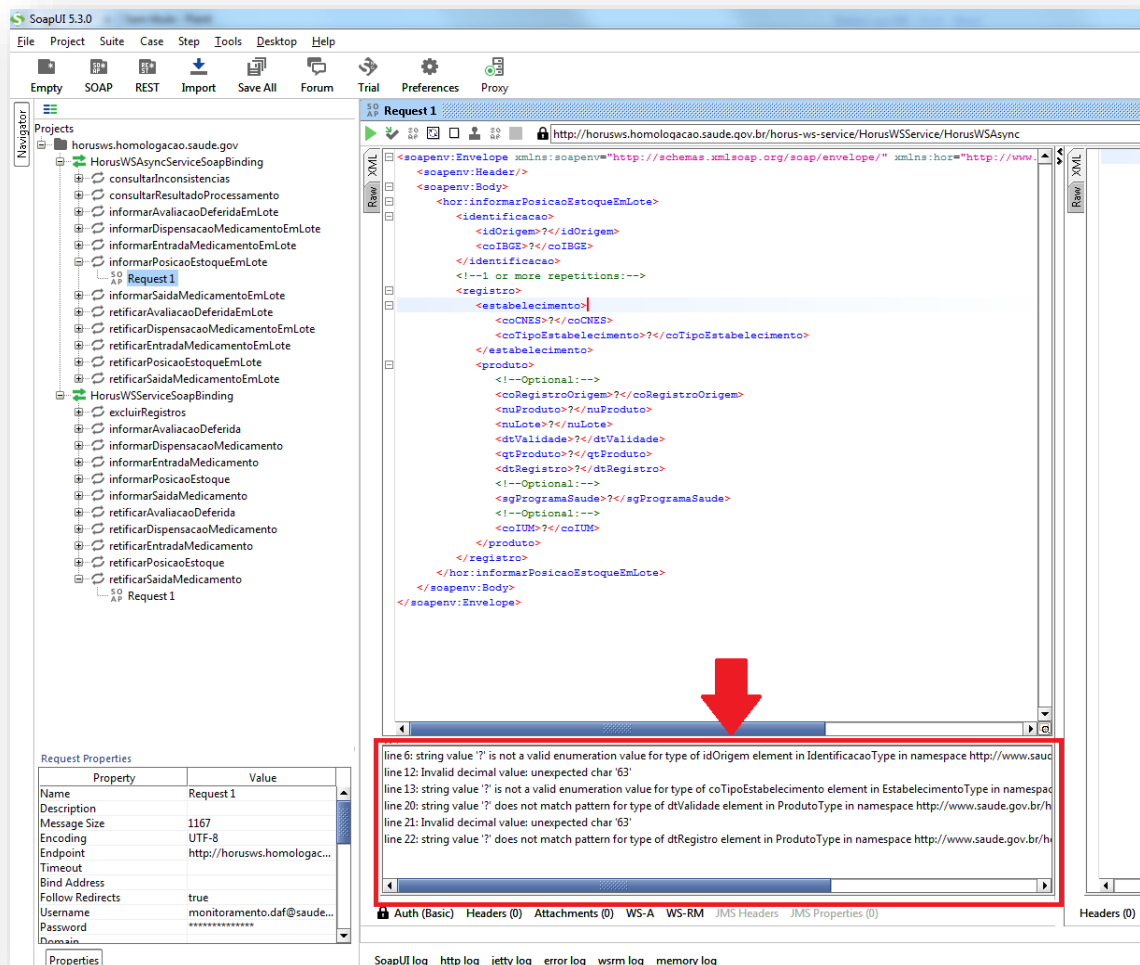 SoapUI 5.3.0
File Project Suite Case Step Tools Desktop Help
Empty SOAP REST Import Save All Forum Trial Preferences Proxy
Navigator
Projects
horusws.homologacao.saude.gov
HorusWSAsyncServiceSoapBinding
consultarInconsistencias
consultarResultadoProcessamento
informarAvaliacaoDeferidaEmLote
informarDispensacaoMedicamentoEmLote
informarEntradaMedicamentoEmLote
informarPosicaoEstoqueEmLote
SOAP Request 1
informarSaidaMedicamentoEmLote
retificarAvaliacaoDeferidaEmLote
retificarDispensacaoMedicamentoEmLote
retificarEntradaMedicamentoEmLote
retificarPosicaoEstoqueEmLote
retificarSaidaMedicamentoEmLote
HorusWSServiceSoapBinding
excluirRegistros
informarAvaliacaoDeferida
informarDispensacaoMedicamento
informarEntradaMedicamento
informarPosicaoEstoque
informarSaidaMedicamento
retificarAvaliacaoDeferida
retificarDispensacaoMedicamento
retificarEntradaMedicamento
retificarPosicaoEstoque
retificarSaidaMedicamento
SOAP Request 1
Request Properties
Property Value
Name Request 1
Description
Message Size 1167
Encoding UTF-8
Endpoint http://horusws.homologac...
Timeout
Bind Address
Follow Redirects true
Username monitoramento.daf@saude...
Password **************
Domain
Properties
SOAP Request 1
http://horusws.homologacao.saude.gov.br/horus-ws-service/HorusWSService/HorusWSAsync
XML
Raw
<soapenv:Envelope xmlns:soapenv="http://schemas.xmlsoap.org/soap/envelope/" xmlns:hor="http://www.
<soapenv:Header/>
<soapenv:Body>
<hor:informarPosicaoEstoqueEmLote>
<identificacao>
<idOrigem>?</idOrigem>
<coIBGE>?</coIBGE>
</identificacao>
<!--1 or more repetitions:-->
<registro>
<estabelecimento>
<coCNES>?</coCNES>
<coTipoEstabelecimento>?</coTipoEstabelecimento>
</estabelecimento>
<produto>
<!--Optional:-->
<coRegistroOrigem>?</coRegistroOrigem>
<nuProduto>?</nuProduto>
<nuLote>?</nuLote>
<dtValidade>?</dtValidade>
<qtProduto>?</qtProduto>
<dtRegistro>?</dtRegistro>
<!--Optional:-->
<sgProgramaSaude>?</sgProgramaSaude>
<!--Optional:-->
<coIUM>?</coIUM>
</produto>
</registro>
</hor:informarPosicaoEstoqueEmLote>
</soapenv:Body>
</soapenv:Envelope>
line 6: string value '?' is not a valid enumeration value for type of idOrigem element in IdentificacaoType in namespace http://www.saud
line 12: Invalid decimal value: unexpected char '63'
line 13: string value '?' is not a valid enumeration value for type of coTipoEstabelecimento element in EstabelecimentoType in namespac
line 20: string value '?' does not match pattern for type of dtValidade element in ProdutoType in namespace http://www.saude.gov.br/h
line 21: Invalid decimal value: unexpected char '63'
line 22: string value '?' does not match pattern for type of dtRegistro element in ProdutoType in namespace http://www.saude.gov.br/h
Auth (Basic) Headers (0) Attachments (0) WS-A WS-RM JMS Headers JMS Properties (0)
SoapUI log http log jetty log error log wsrm log memory log
XML
Raw
Headers (0)